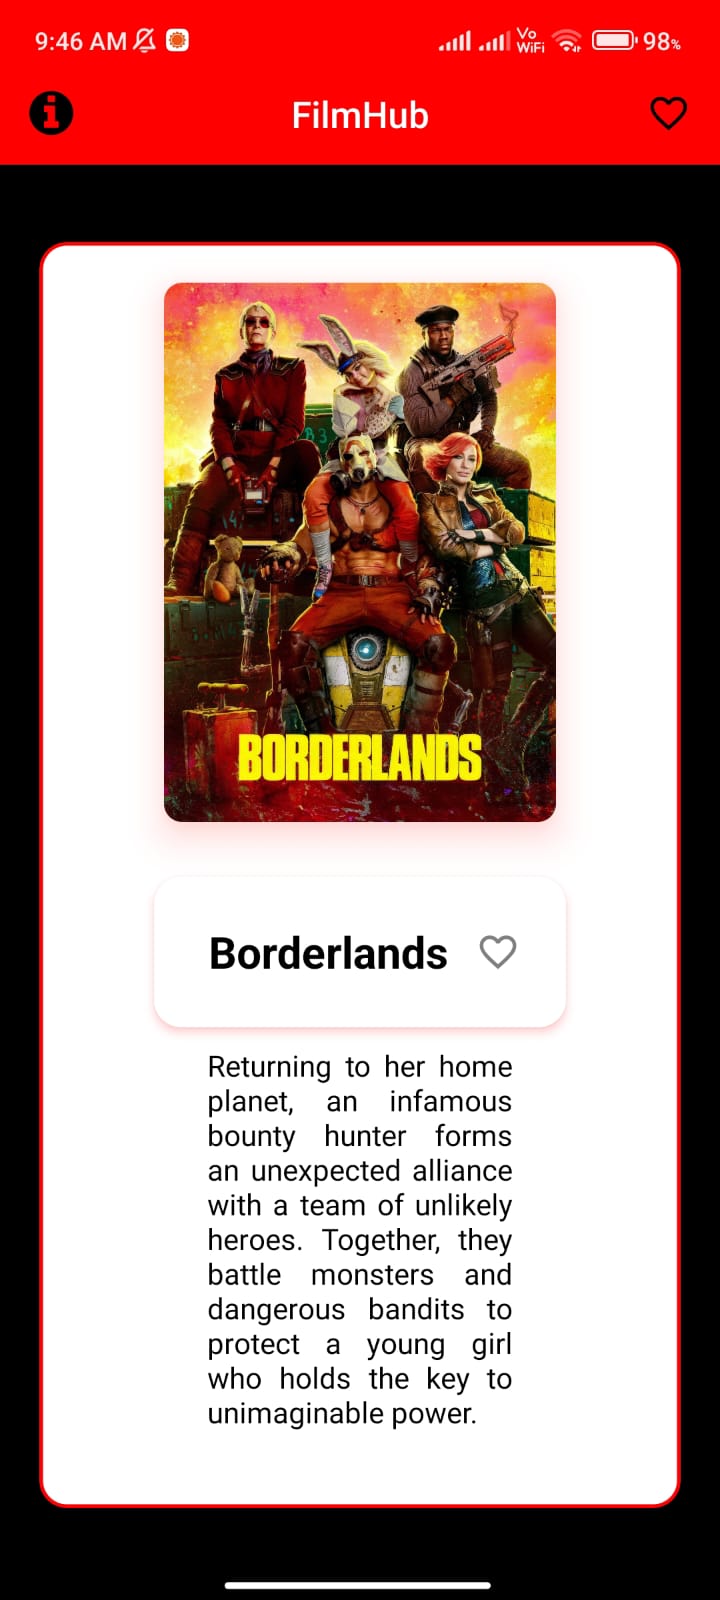 9:46 AM Vo WiFi 98%
FilmHub
B3
BORDERLANDS
Borderlands
Returning to her home
planet, an infamous
bounty hunter forms
an unexpected alliance
with a team of unlikely
heroes. Together, they
battle monsters and
dangerous bandits to
protect a young girl
who holds the key to
unimaginable power.